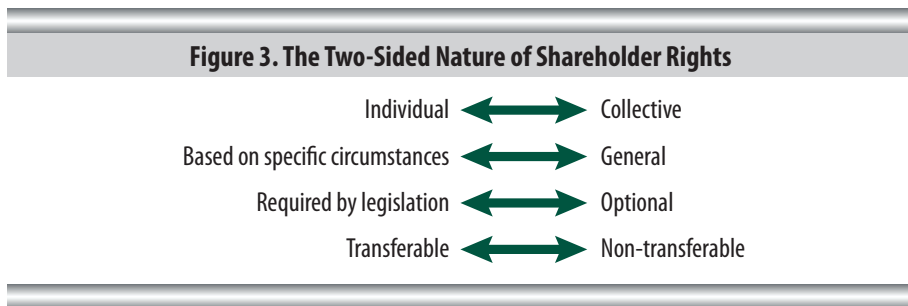 Figure 3. The Two-Sided Nature of Shareholder Rights
Individual Collective
Based on specific circumstances General
Required by legislation Optional
Transferable Non-transferable